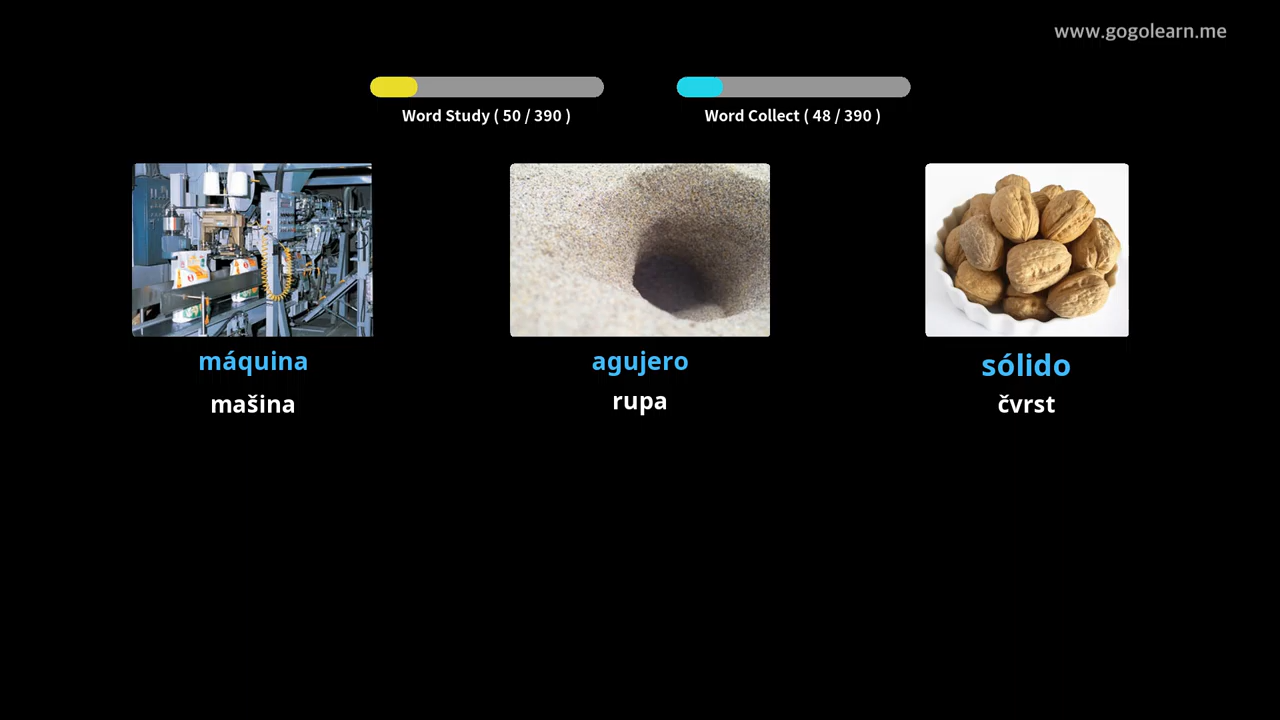 www.gogolearn.me
Word Study ( 50 / 390 )
Word Collect ( 48 / 390 )
máquina
agujero
sólido
mašina
rupa
čvrst